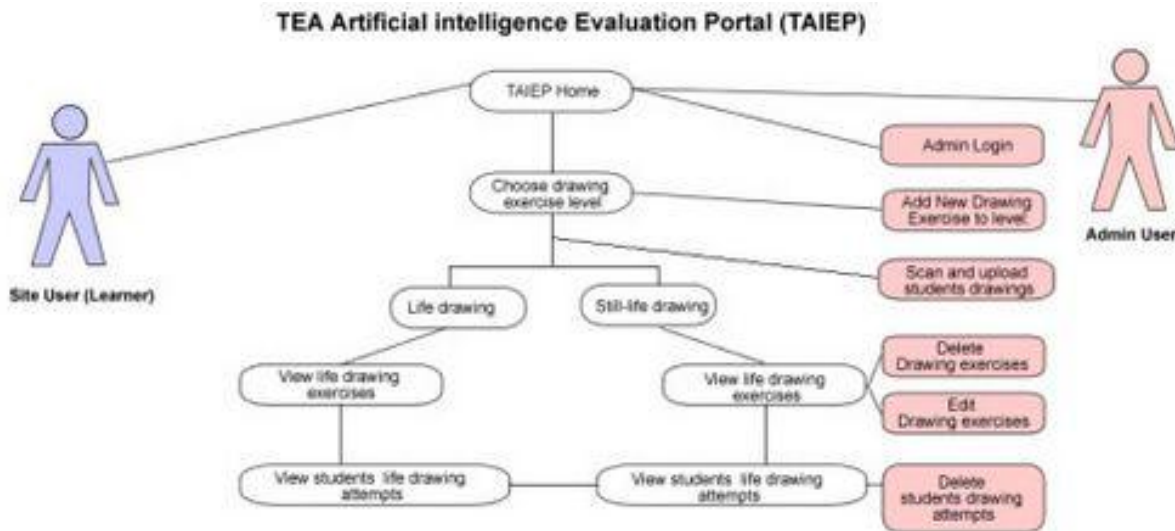 TEA Artificial intelligence Evaluation Portal (TAIEP)
TAIEP Home
Admin Login
Choose drawing
exercise level
Add New Drawing
Exercise to level
Admin User
Scan and upload
students drawings
Site User (Learner)
Life drawing
Still-life drawing
Delete
Drawing exercises
View life drawing
exercises
View life drawing
exercises
Edit
Drawing exercises
View students life drawing
attempts
View students life drawing
attempts
Delete
students drawing
attempts